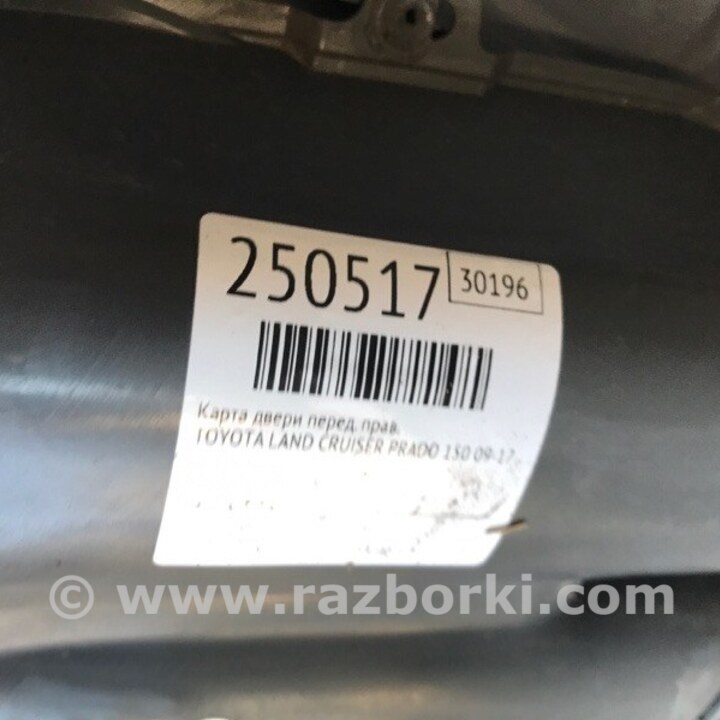 250517
30196
Карта двери перед. прав.
TOYOTA LAND CRUISER PRADO 150 09-17
© www.razborki.com